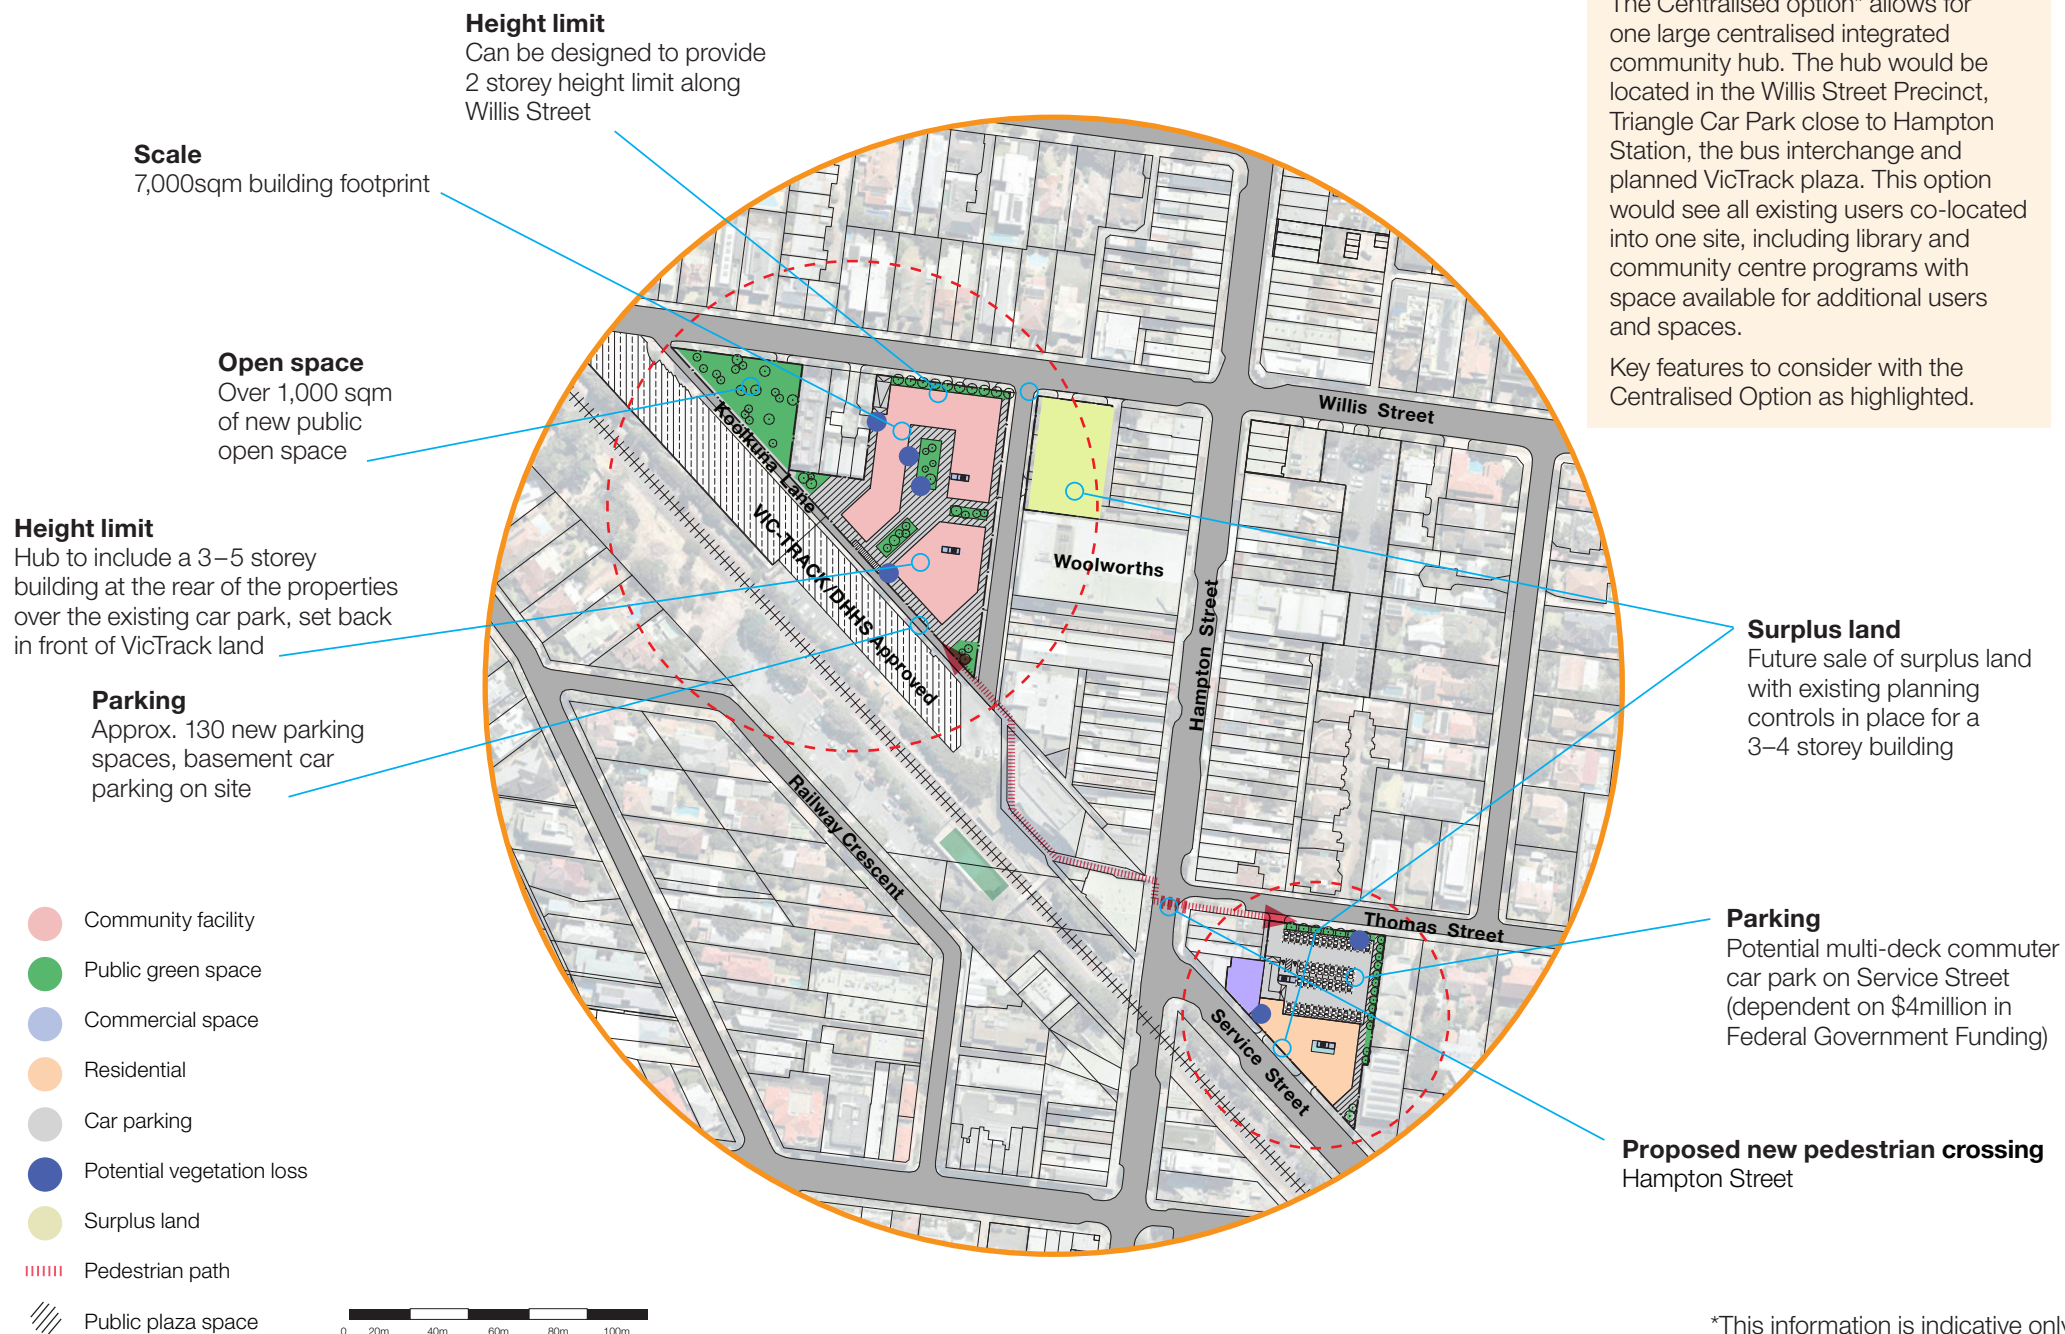 The Centralised option* allows for
one large centralised integrated
community hub. The hub would be
located in the Willis Street Precinct,
Triangle Car Park close to Hampton
Station, the bus interchange and
planned VicTrack plaza. This option
would see all existing users co-located
into one site, including library and
community centre programs with
space available for additional users
and spaces.
Key features to consider with the
Centralised Option as highlighted.
Height limit
Can be designed to provide
2 storey height limit along
Willis Street
Scale
7,000sqm building footprint
Open space
Over 1,000 sqm
of new public
open space
Height limit
Hub to include a 3–5 storey
building at the rear of the properties
over the existing car park, set back
in front of VicTrack land
Parking
Approx. 130 new parking
spaces, basement car
parking on site
Willis Street
Koolkuna Lane
VIC-TRACK/DHHS Approved
Woolworths
Hampton Street
Railway Crescent
Thomas Street
Service Street
Surplus land
Future sale of surplus land
with existing planning
controls in place for a
3–4 storey building
Parking
Potential multi-deck commuter
car park on Service Street
(dependent on $4million in
Federal Government Funding)
Proposed new pedestrian crossing
Hampton Street
Community facility
Public green space
Commercial space
Residential
Car parking
Potential vegetation loss
Surplus land
Pedestrian path
Public plaza space
0 20m 40m 60m 80m 100m
*This information is indicative only